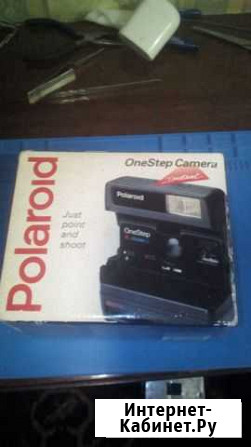 OneStep Camera
Polaroid
Just
point
and
shoot
Polaroid
OneStep
Интернет-
Кабинет.Ру